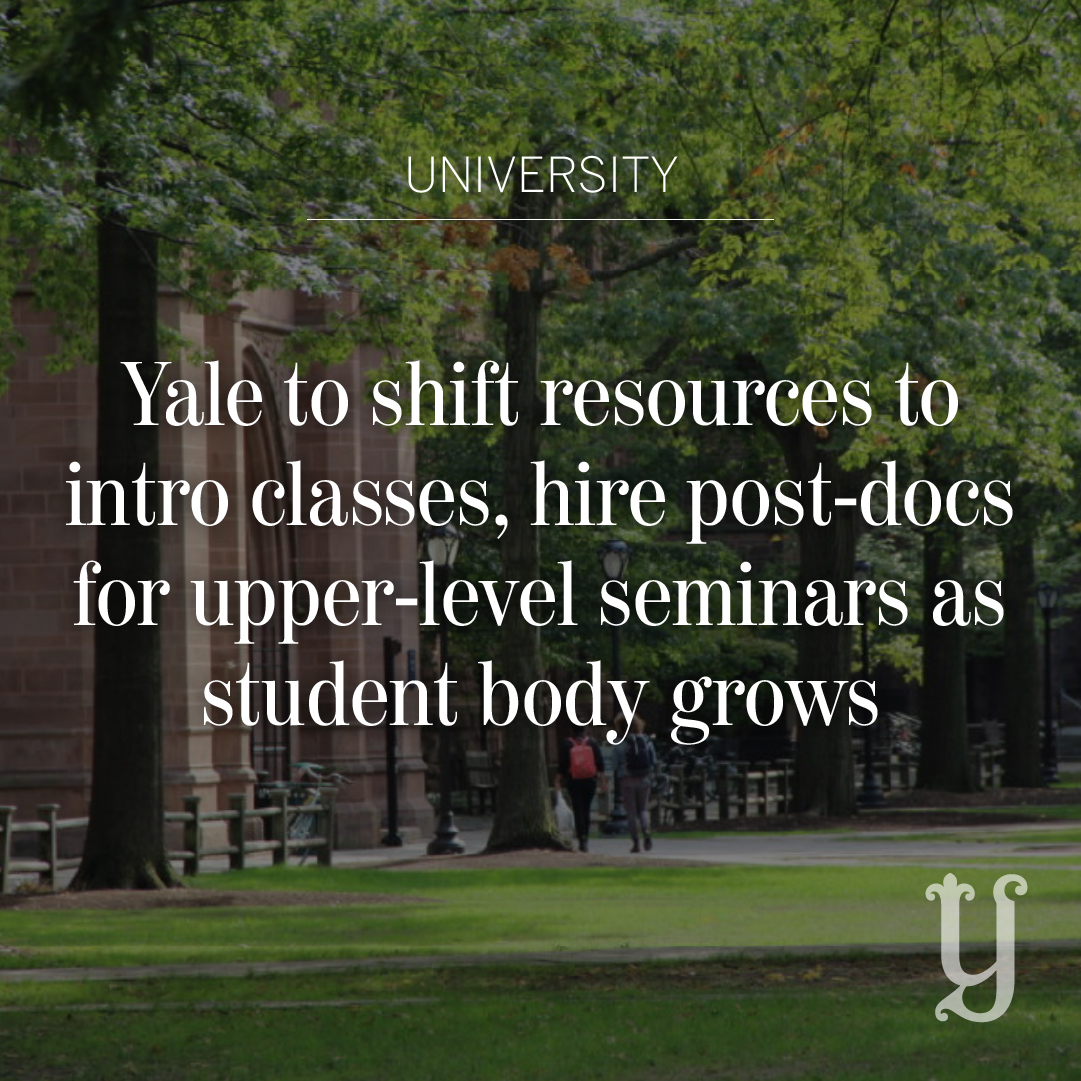 UNIVERSITY
Yale to shift resources to
intro classes, hire post-docs
for upper-level seminars as
student body grows
Y